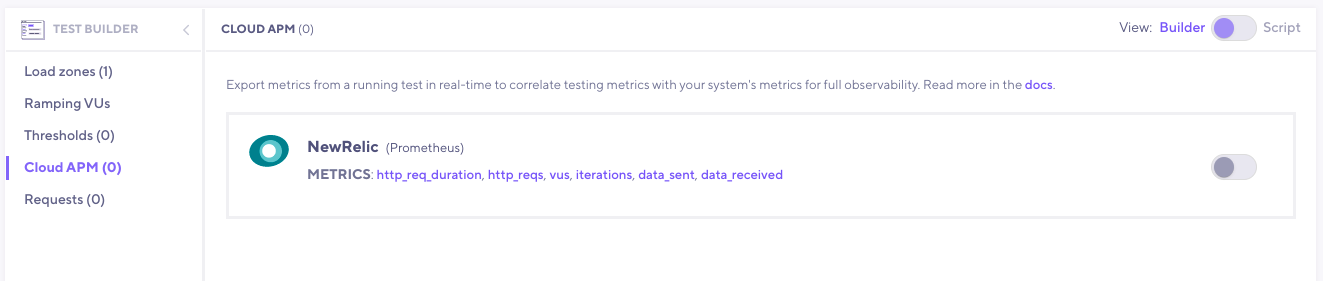 TEST BUILDER
Load zones (1)
Ramping VUs
Thresholds (0)
Cloud APM (0)
Requests (0)
CLOUD APM (0)
View: Builder Script
Export metrics from a running test in real-time to correlate testing metrics with your system's metrics for full observability. Read more in the docs.
NewRelic (Prometheus)
METRICS: http_req_duration, http_reqs, vus, iterations, data_sent, data_received